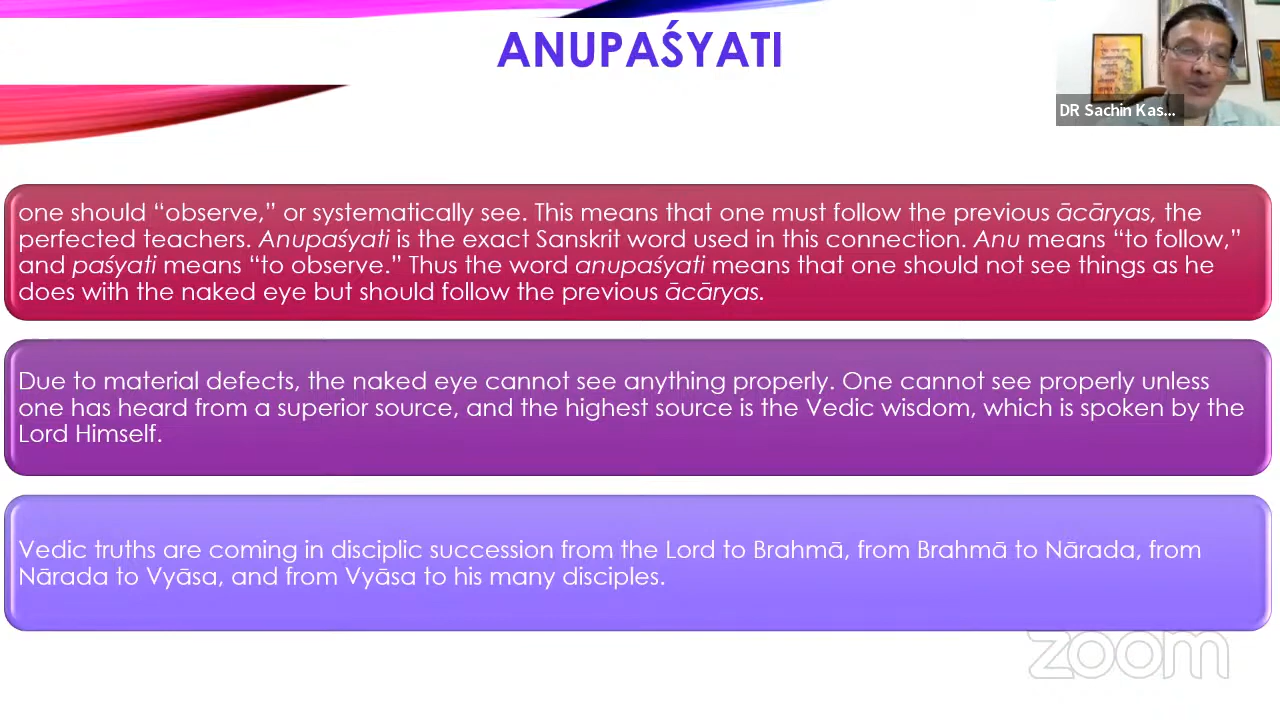 ANUPAŚYATI
DR Sachin Kas...
one should “observe,” or systematically see. This means that one must follow the previous ācāryas, the
perfected teachers. Anupaśyati is the exact Sanskrit word used in this connection. Anu means “to follow,”
and paśyati means “to observe.” Thus the word anupaśyati means that one should not see things as he
does with the naked eye but should follow the previous ācāryas.
Due to material defects, the naked eye cannot see anything properly. One cannot see properly unless
one has heard from a superior source, and the highest source is the Vedic wisdom, which is spoken by the
Lord Himself.
Vedic truths are coming in disciplic succession from the Lord to Brahmā, from Brahmā to Nārada, from
Nārada to Vyāsa, and from Vyāsa to his many disciples.
zoom